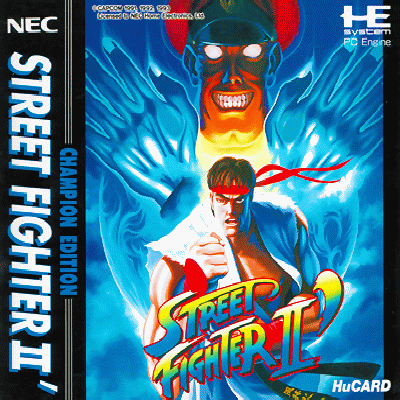 NEC
STREET FIGHTER II'
CHAMPION EDITION
©CAPCOM 1991, 1992, 1993
Licensed to NEC Home Electronics, Ltd.
HE
system
PC Engine
STREET
FIGHTER II'
HuCARD